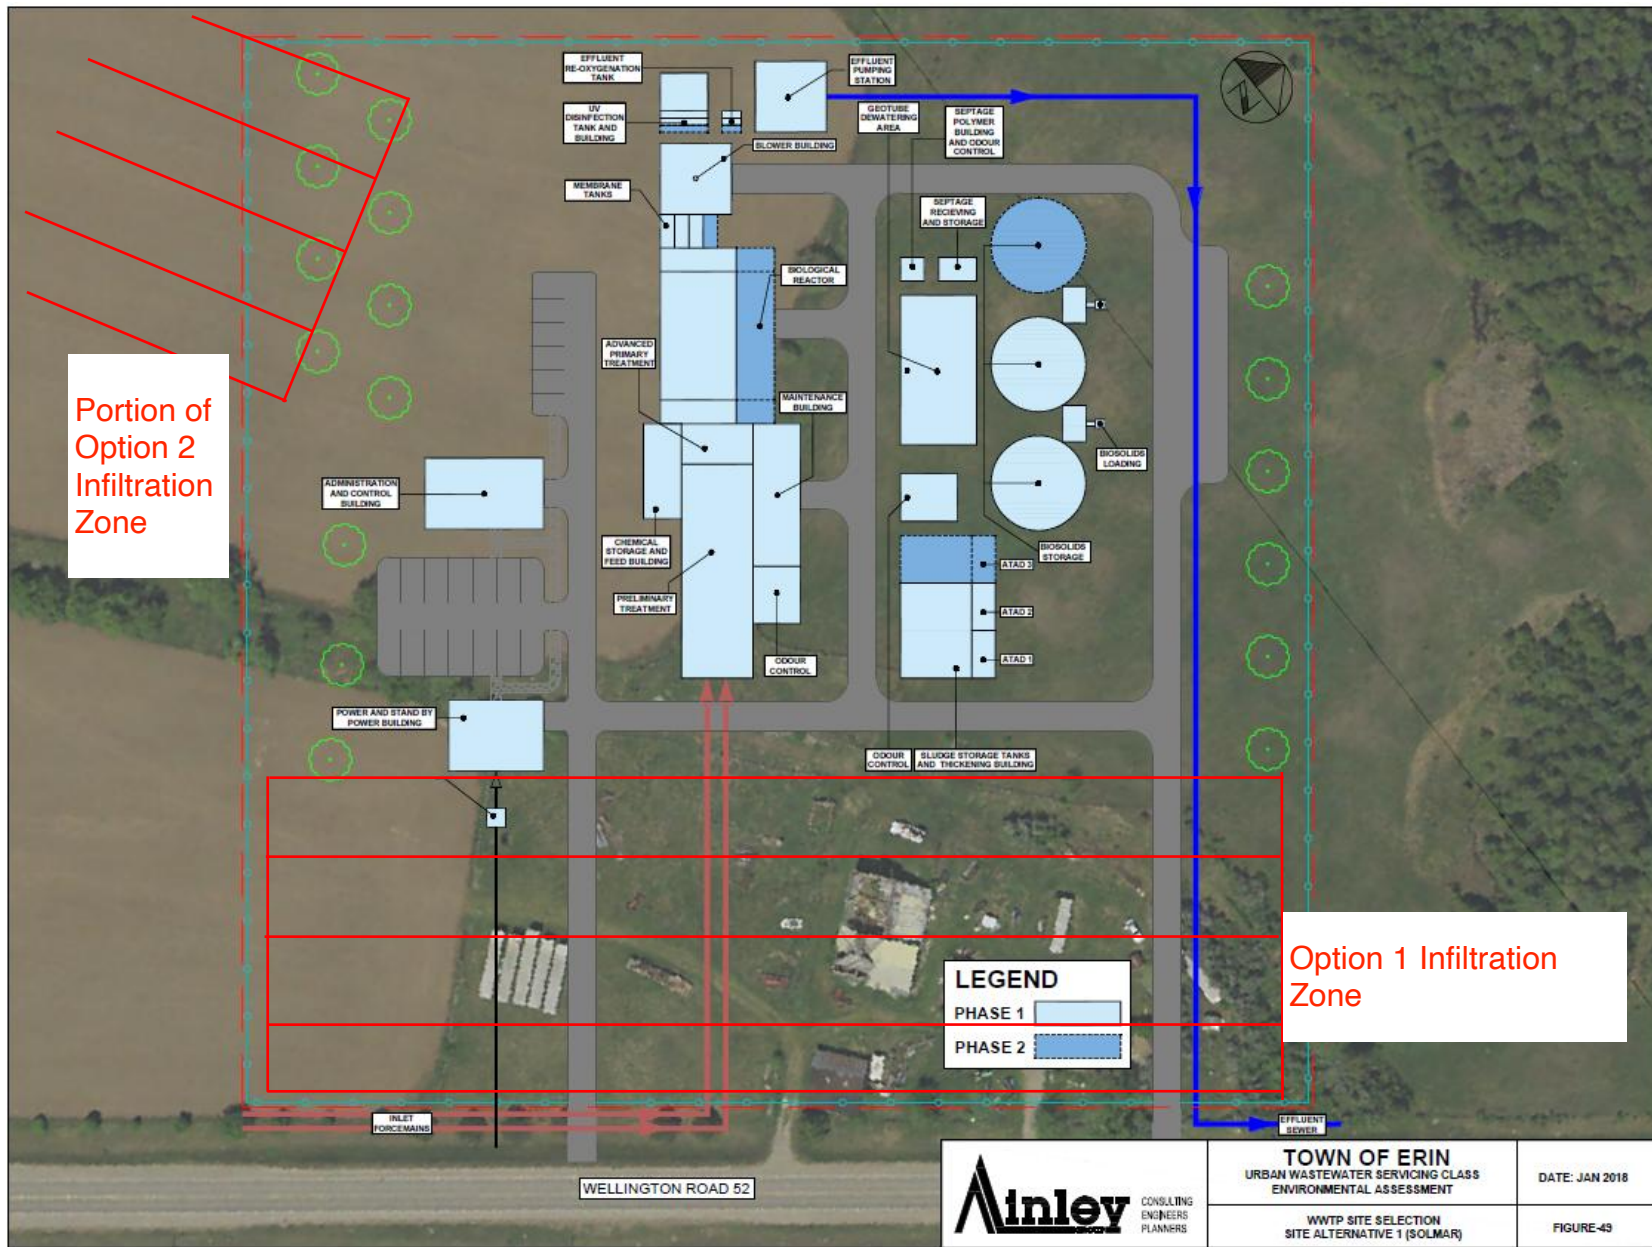 EFFLUENT
RE-OXYGENATION
TANK
EFFLUENT
PUMPING
STATION
UV
DISINFECTION
TANK AND
BUILDING
GEOTUBE
DEWATERING
AREA
SEPTAGE
POLYMER
BUILDING
AND ODOUR
CONTROL
BLOWER BUILDING
MEMBRANE
TANKS
SEPTAGE
RECIEVING
AND STORAGE
BIOLOGICAL
REACTOR
ADVANCED
PRIMARY
TREATMENT
MAINTENANCE
BUILDING
Portion of
Option 2
Infiltration
Zone
BIOSOLIDS
LOADING
ADMINISTRATION
AND CONTROL
BUILDING
CHEMICAL
STORAGE AND
FEED BUILDING
BIOSOLIDS
STORAGE
ATAD 3
PRELIMINARY
TREATMENT
ATAD 2
ODOUR
CONTROL
ATAD 1
POWER AND STAND BY
POWER BUILDING
ODOUR
CONTROL
SLUDGE STORAGE TANKS
AND THICKENING BUILDING
Option 1 Infiltration
Zone
LEGEND
PHASE 1
PHASE 2
INLET
FORCEMAINS
EFFLUENT
SEWER
WELLINGTON ROAD 52
Ainley
CONSULTING
ENGINEERS
PLANNERS
TOWN OF ERIN
URBAN WASTEWATER SERVICING CLASS
ENVIRONMENTAL ASSESSMENT
DATE: JAN 2018
WWTP SITE SELECTION
SITE ALTERNATIVE 1 (SOLMAR)
FIGURE-49